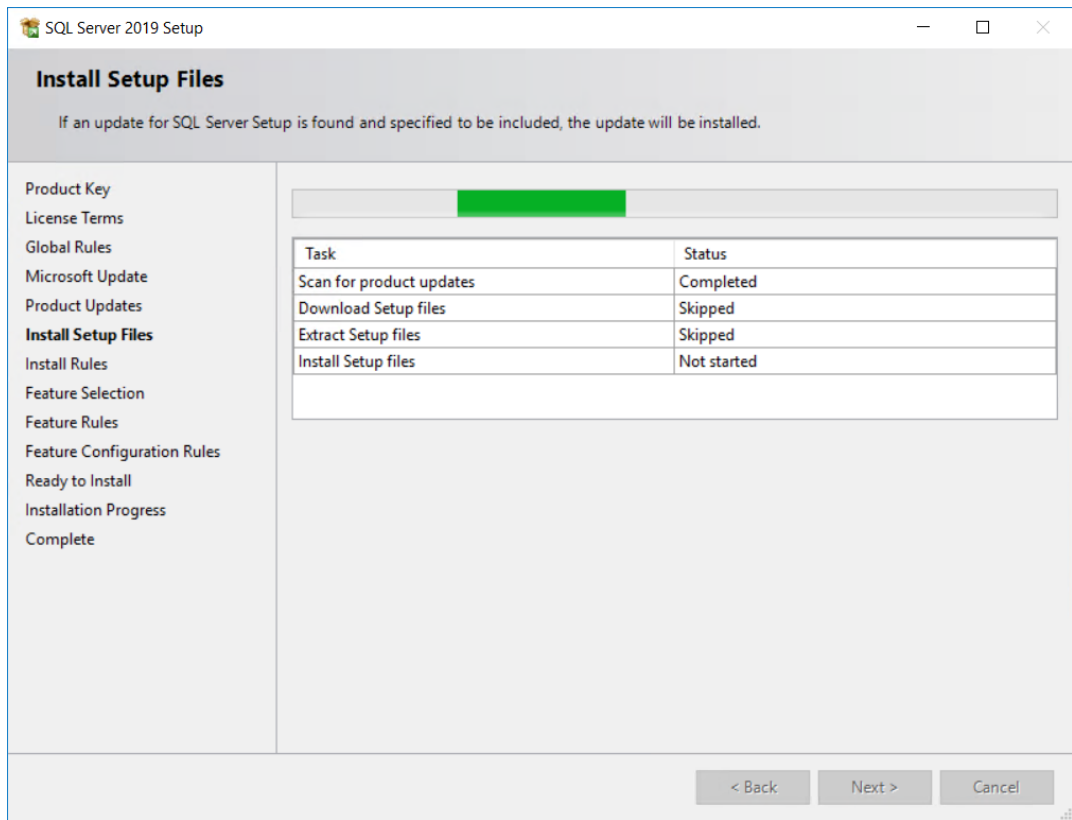 SQL Server 2019 Setup
Install Setup Files
If an update for SQL Server Setup is found and specified to be included, the update will be installed.
Product Key
License Terms
Global Rules
Microsoft Update
Product Updates
Install Setup Files
Install Rules
Feature Selection
Feature Rules
Feature Configuration Rules
Ready to Install
Installation Progress
Complete
Task Status
Scan for product updates Completed
Download Setup files Skipped
Extract Setup files Skipped
Install Setup files Not started
< Back Next > Cancel